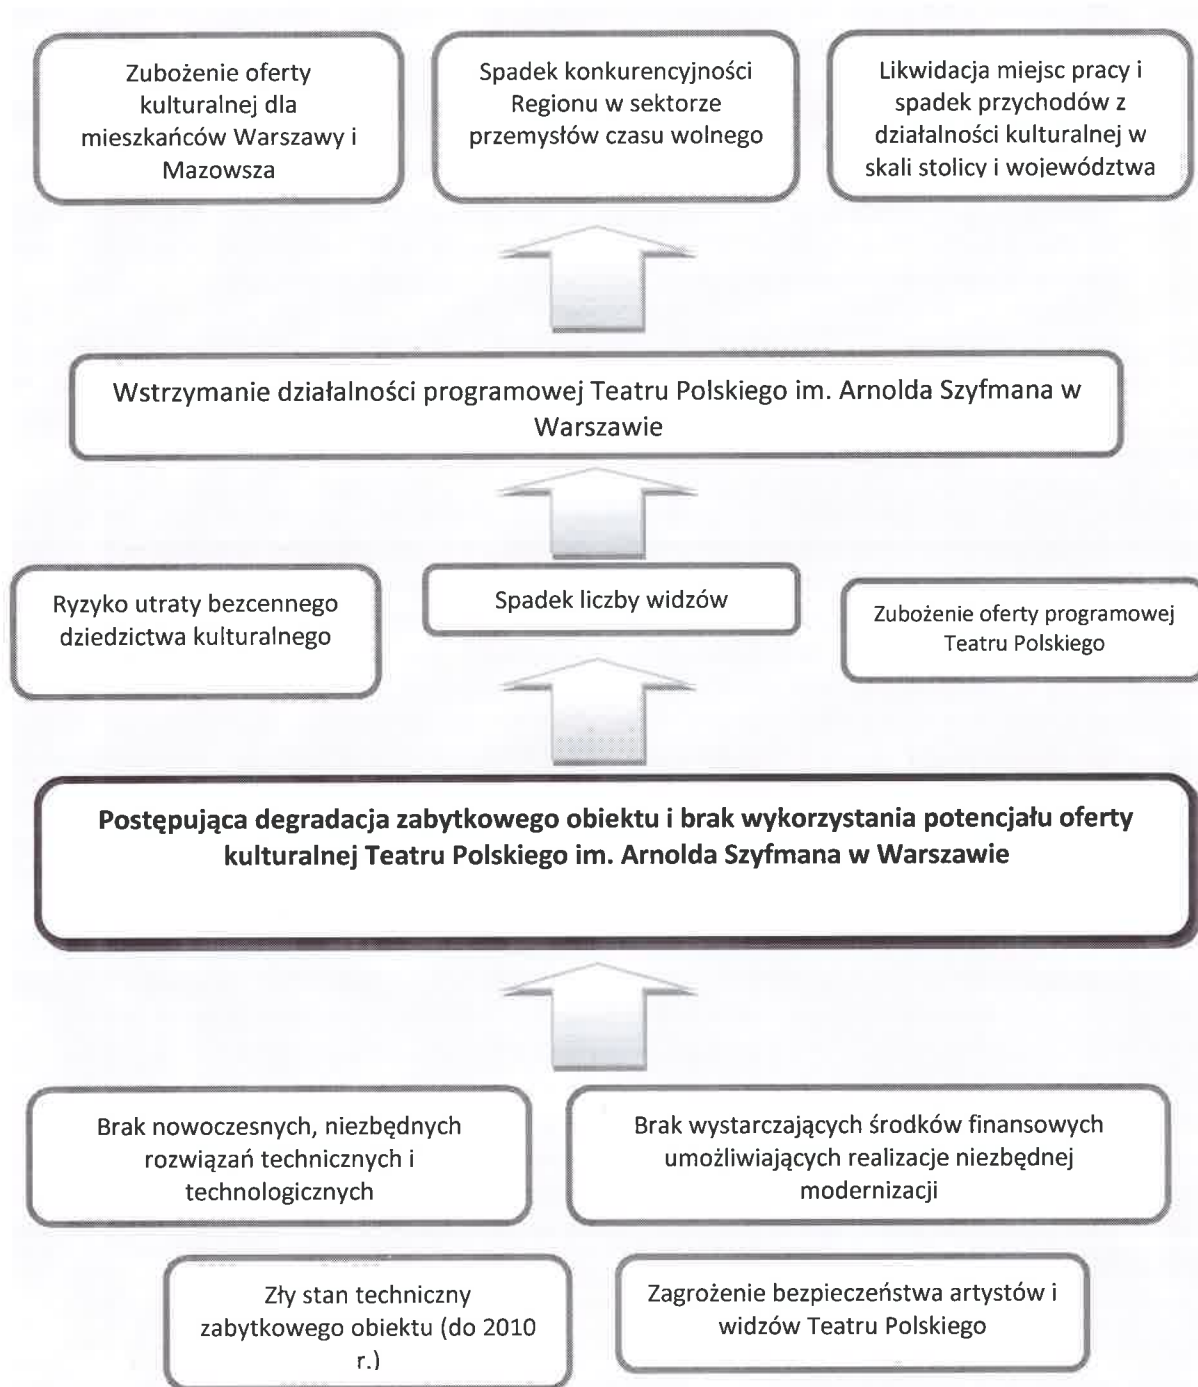 Zubożenie oferty
kulturalnej dla
mieszkańców Warszawy i
Mazowsza
Spadek konkurencyjności
Regionu w sektorze
przemysłów czasu wolnego
Likwidacja miejsc pracy i
spadek przychodów z
działalności kulturalnej w
skali stolicy i województwa
Wstrzymanie działalności programowej Teatru Polskiego im. Arnolda Szyfmana w
Warszawie
Ryzyko utraty bezcennego
dziedzictwa kulturalnego
Spadek liczby widzów
Zubożenie oferty programowej
Teatru Polskiego
Postępująca degradacja zabytkowego obiektu i brak wykorzystania potencjału oferty
kulturalnej Teatru Polskiego im. Arnolda Szyfmana w Warszawie
Brak nowoczesnych, niezbędnych
rozwiązań technicznych i
technologicznych
Brak wystarczających środków finansowych
umożliwiających realizacje niezbędnej
modernizacji
Zły stan techniczny
zabytkowego obiektu (do 2010
r.)
Zagrożenie bezpieczeństwa artystów i
widzów Teatru Polskiego